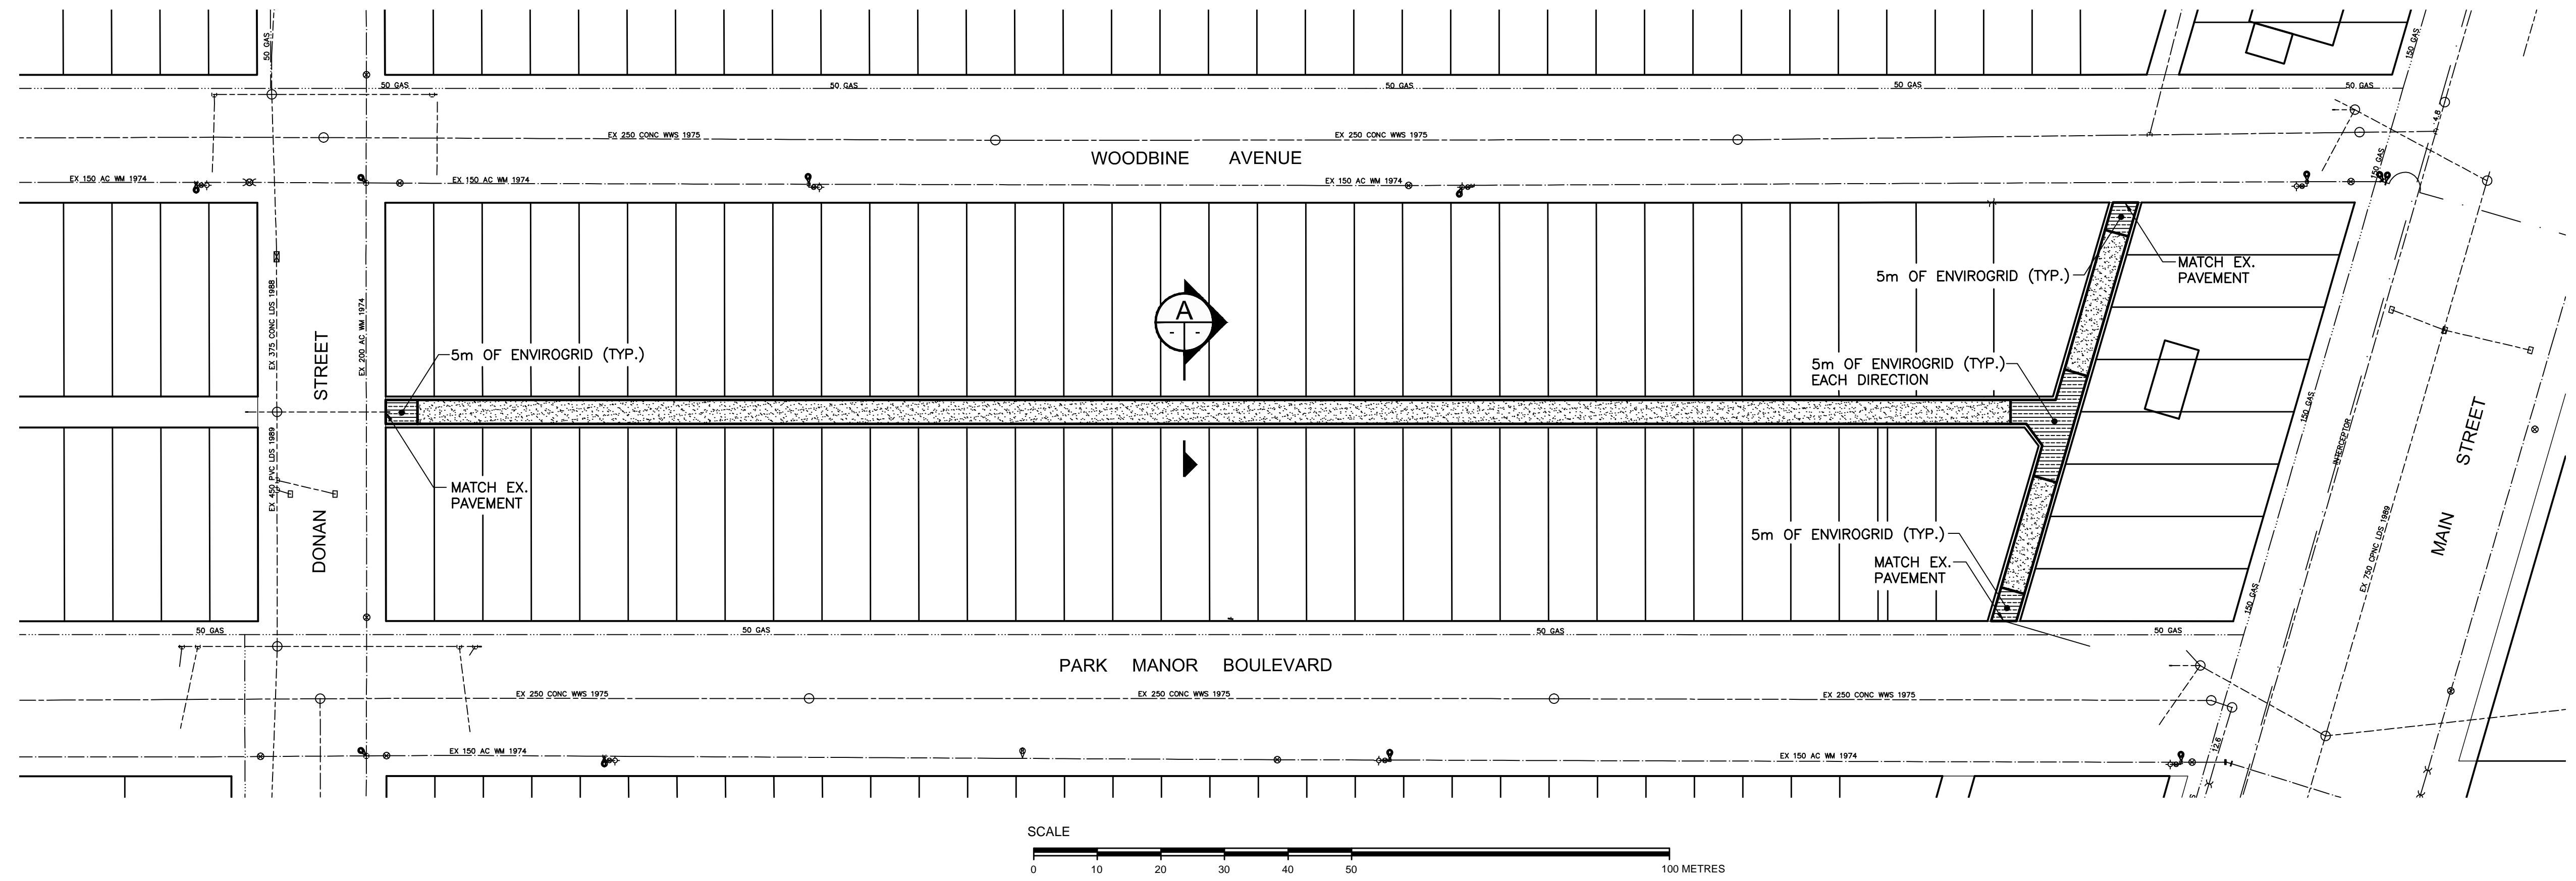 50 GAS
150 GAS
50 GAS
50 GAS
50 GAS
50 GAS
50 GAS
4.8
EX 250 CONC WWS 1975
EX 250 CONC WWS 1975
WOODBINE AVENUE
150 GAS
EX 150 AC WM 1974
EX 150 AC WM 1974
EX 150 AC WM 1974
MATCH EX.
PAVEMENT
5m OF ENVIROGRID (TYP.)
A
- -
EX 375 CONC LDS 1988
EX 200 AC WM 1974
DONAN STREET
5m OF ENVIROGRID (TYP.)
5m OF ENVIROGRID (TYP.)
EACH DIRECTION
150 GAS
INTERCEPTOR
MAIN STREET
EX 450 PVC LDS 1989
MATCH EX.
PAVEMENT
5m OF ENVIROGRID (TYP.)
MATCH EX.
PAVEMENT
EX 750 CPNC LDS 1989
150 GAS
50 GAS
50 GAS
50 GAS
50 GAS
PARK MANOR BOULEVARD
EX 250 CONC WWS 1975
EX 250 CONC WWS 1975
EX 250 CONC WWS 1975
12.6
EX 150 AC WM 1974
EX 150 AC WM 1974
SCALE
0 10 20 30 40 50 100 METRES